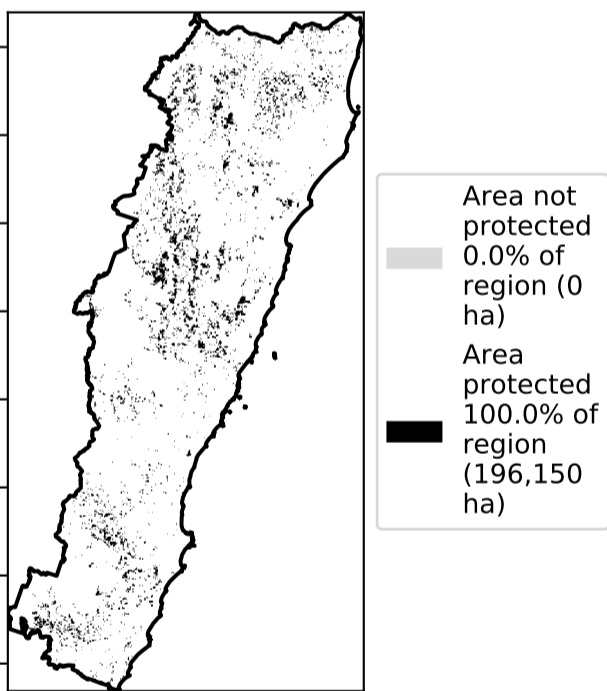 Area not
protected
0.0% of
region (0
ha)
Area
protected
100.0% of
region
(196,150
ha)